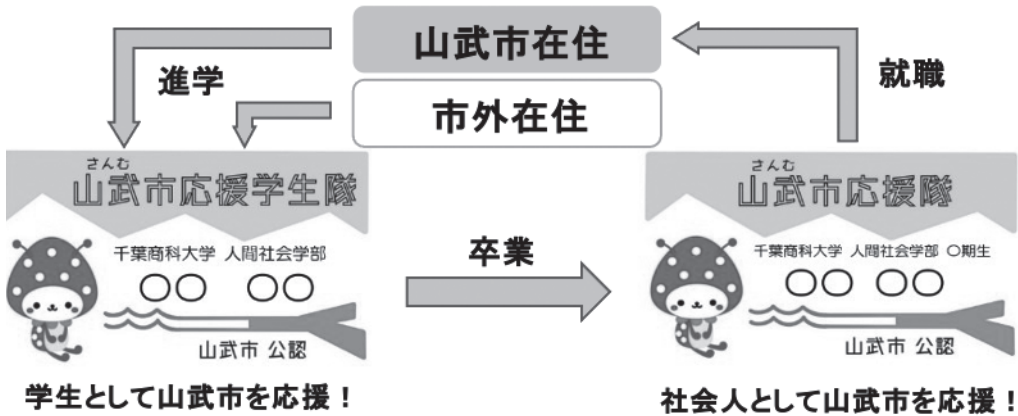 山武市在住
進学
就職
市外在住
さんむ
山武市応援学生隊
千葉商科大学 人間社会学部
〇〇 〇〇
山武市 公認
学生として山武市を応援！
卒業
さんむ
山武市応援隊
千葉商科大学 人間社会学部 〇期生
〇〇 〇〇
山武市 公認
社会人として山武市を応援！